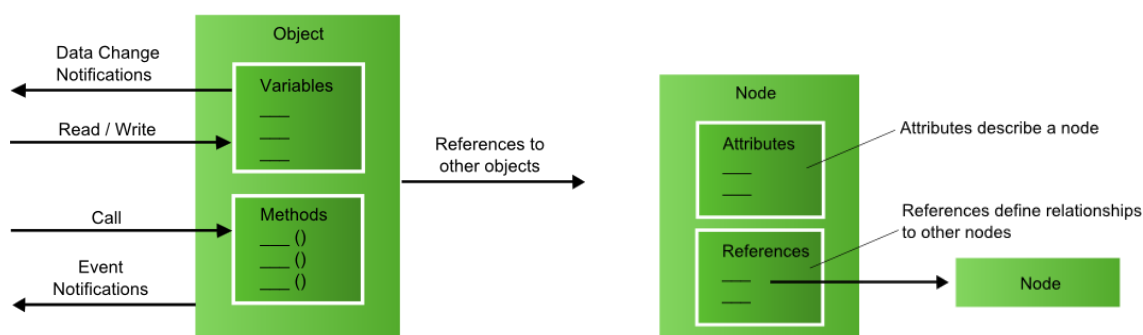 Object
Data Change
Notifications
Variables
Read / Write
References to
other objects
Call
Methods
()
()
()
Event
Notifications
Node
Attributes
Attributes describe a node
References define relationships
to other nodes
References
Node